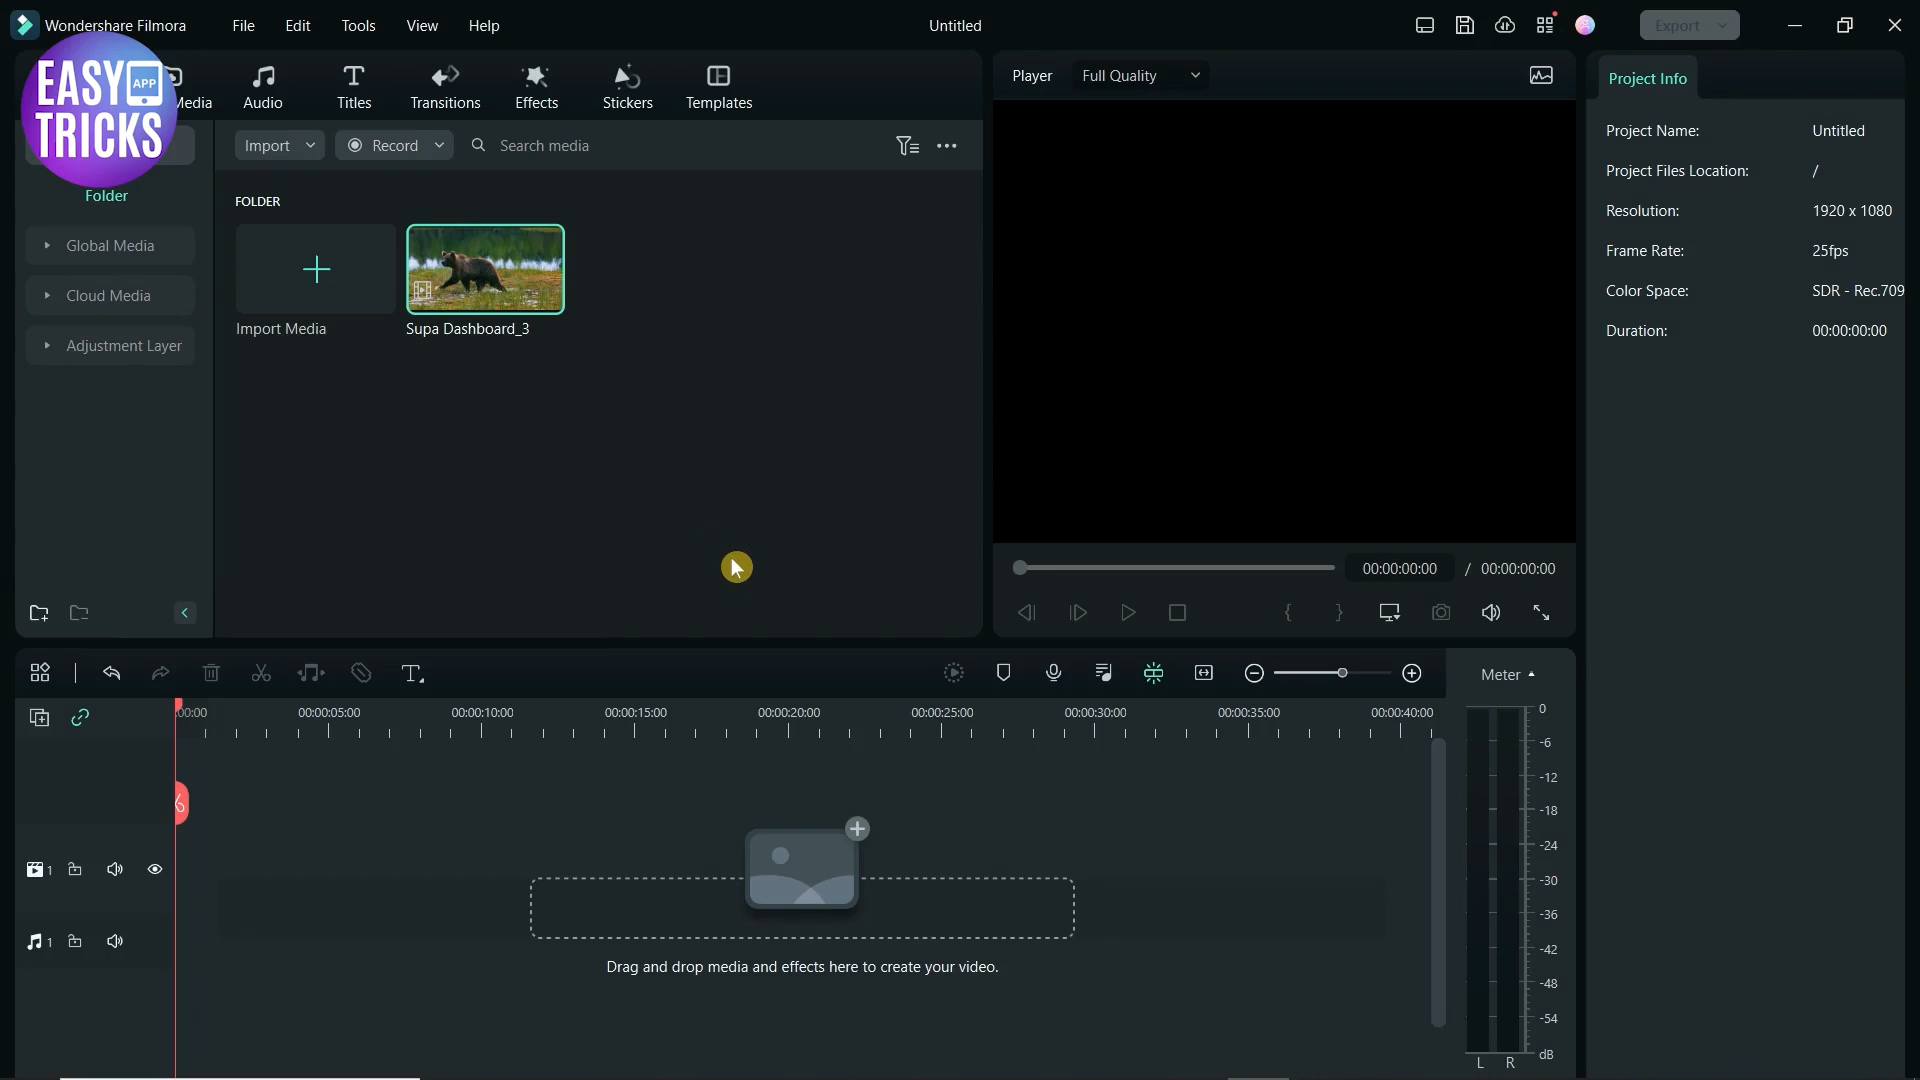 Wondershare Filmora
File
Edit
Tools
View
Help
Untitled
Export
EASY APP
TRICKS
Media
Audio
Titles
Transitions
Effects
Stickers
Templates
Player
Full Quality
Project Info
Import
Record
Search media
Folder
Global Media
Cloud Media
Adjustment Layer
FOLDER
Import Media
Supa Dashboard_3
Project Name:
Untitled
Project Files Location:
/
Resolution:
1920 x 1080
Frame Rate:
25fps
Color Space:
SDR - Rec.709
Duration:
00:00:00:00
00:00:00:00 / 00:00:00:00
{ }
Meter
:00:00
00:00:05:00
00:00:10:00
00:00:15:00
00:00:20:00
00:00:25:00
00:00:30:00
00:00:35:00
00:00:40:00
1
1
Drag and drop media and effects here to create your video.
0
-6
-12
-18
-24
-30
-36
-42
-48
-54
dB
L R